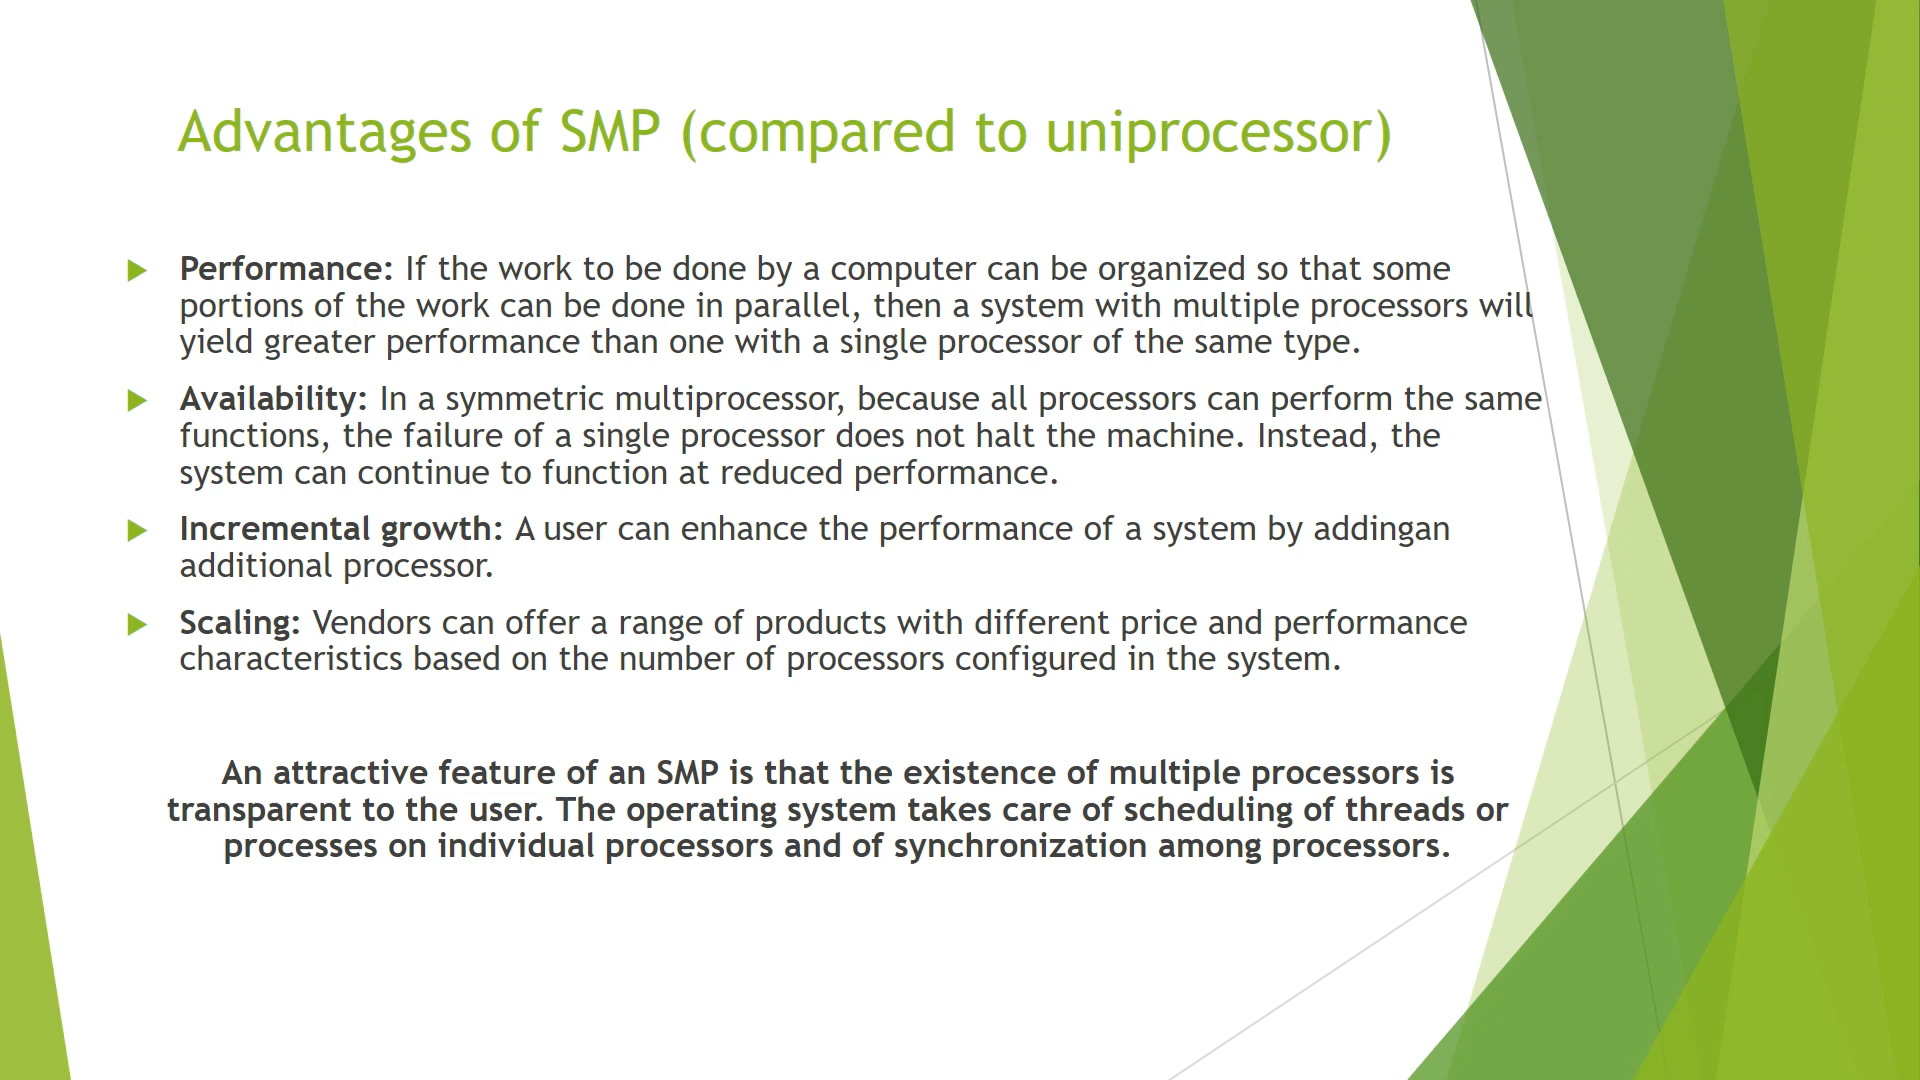 Advantages of SMP (compared to uniprocessor)
Performance: If the work to be done by a computer can be organized so that some
portions of the work can be done in parallel, then a system with multiple processors will
yield greater performance than one with a single processor of the same type.
Availability: In a symmetric multiprocessor, because all processors can perform the same
functions, the failure of a single processor does not halt the machine. Instead, the
system can continue to function at reduced performance.
Incremental growth: A user can enhance the performance of a system by addingan
additional processor.
Scaling: Vendors can offer a range of products with different price and performance
characteristics based on the number of processors configured in the system.
An attractive feature of an SMP is that the existence of multiple processors is
transparent to the user. The operating system takes care of scheduling of threads or
processes on individual processors and of synchronization among processors.